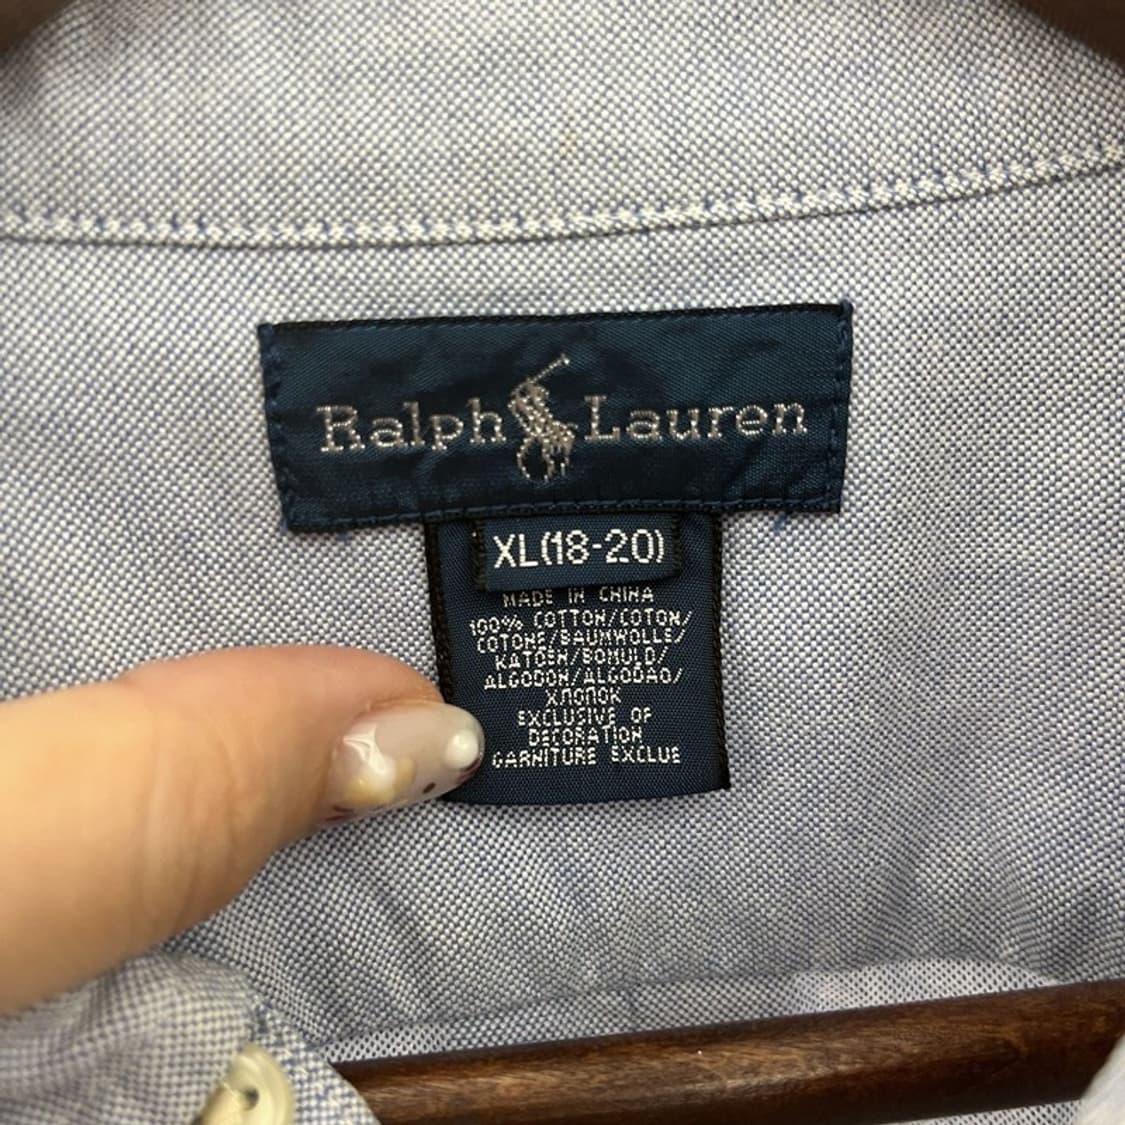 Ralph Lauren
XL(18-20)
MADE IN CHINA
100% COTTON/COTON/
COTONE/BAUMWOLLE/
KATOEN/BOMULD/
ALGODON/ALGODAO/
ХЛОПОК
EXCLUSIVE OF
DECORATION
GARNITURE EXCLUE